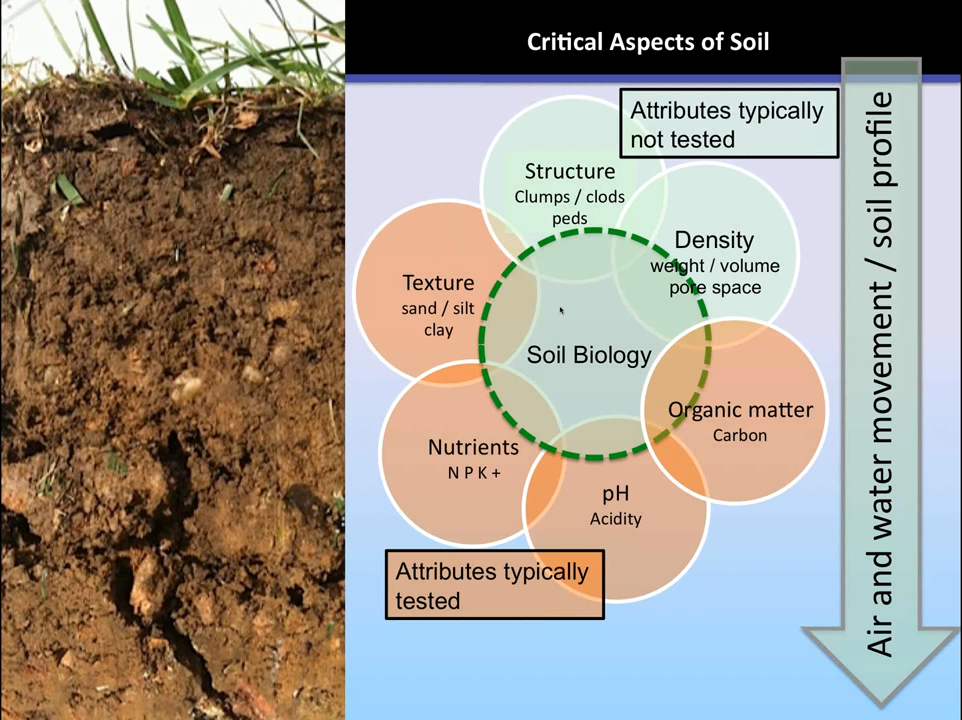 Critical Aspects of Soil
Attributes typically
not tested
Structure
Clumps / clods
peds
Density
weight / volume
pore space
Texture
sand / silt
clay
Soil Biology
Organic matter
Carbon
Nutrients
N P K +
pH
Acidity
Attributes typically
tested
Air and water movement / soil profile